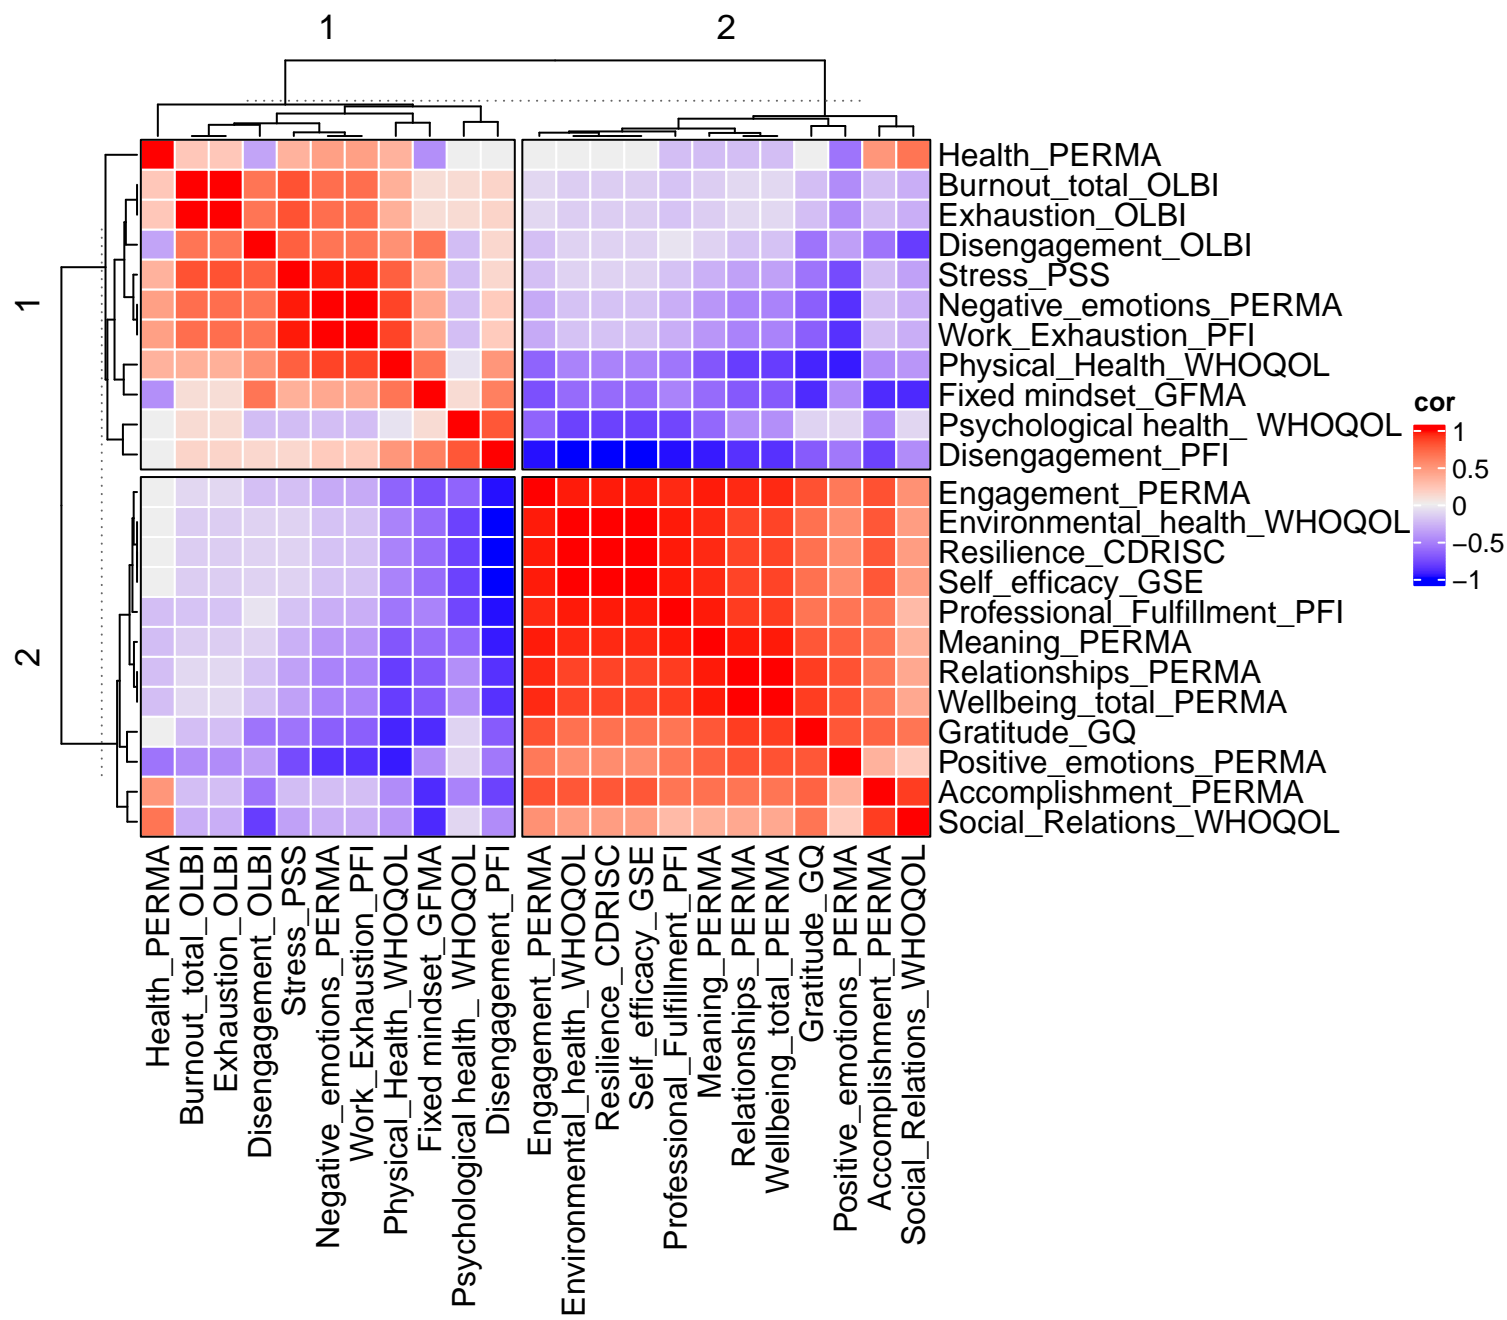 1
2
1
2
Health_PERMA
Burnout_total_OLBI
Exhaustion_OLBI
Disengagement_OLBI
Stress_PSS
Negative_emotions_PERMA
Work_Exhaustion_PFI
Physical_Health_WHOQOL
Fixed mindset_GFMA
Psychological health_ WHOQOL
Disengagement_PFI
Engagement_PERMA
Environmental_health_WHOQOL
Resilience_CDRISC
Self_efficacy_GSE
Professional_Fulfillment_PFI
Meaning_PERMA
Relationships_PERMA
Wellbeing_total_PERMA
Gratitude_GQ
Positive_emotions_PERMA
Accomplishment_PERMA
Social_Relations_WHOQOL
cor
1
0.5
0
−0.5
−1
Health_PERMA
Burnout_total_OLBI
Exhaustion_OLBI
Disengagement_OLBI
Stress_PSS
Negative_emotions_PERMA
Work_Exhaustion_PFI
Physical_Health_WHOQOL
Fixed mindset_GFMA
Psychological health_ WHOQOL
Disengagement_PFI
Engagement_PERMA
Environmental_health_WHOQOL
Resilience_CDRISC
Self_efficacy_GSE
Professional_Fulfillment_PFI
Meaning_PERMA
Relationships_PERMA
Wellbeing_total_PERMA
Gratitude_GQ
Positive_emotions_PERMA
Accomplishment_PERMA
Social_Relations_WHOQOL